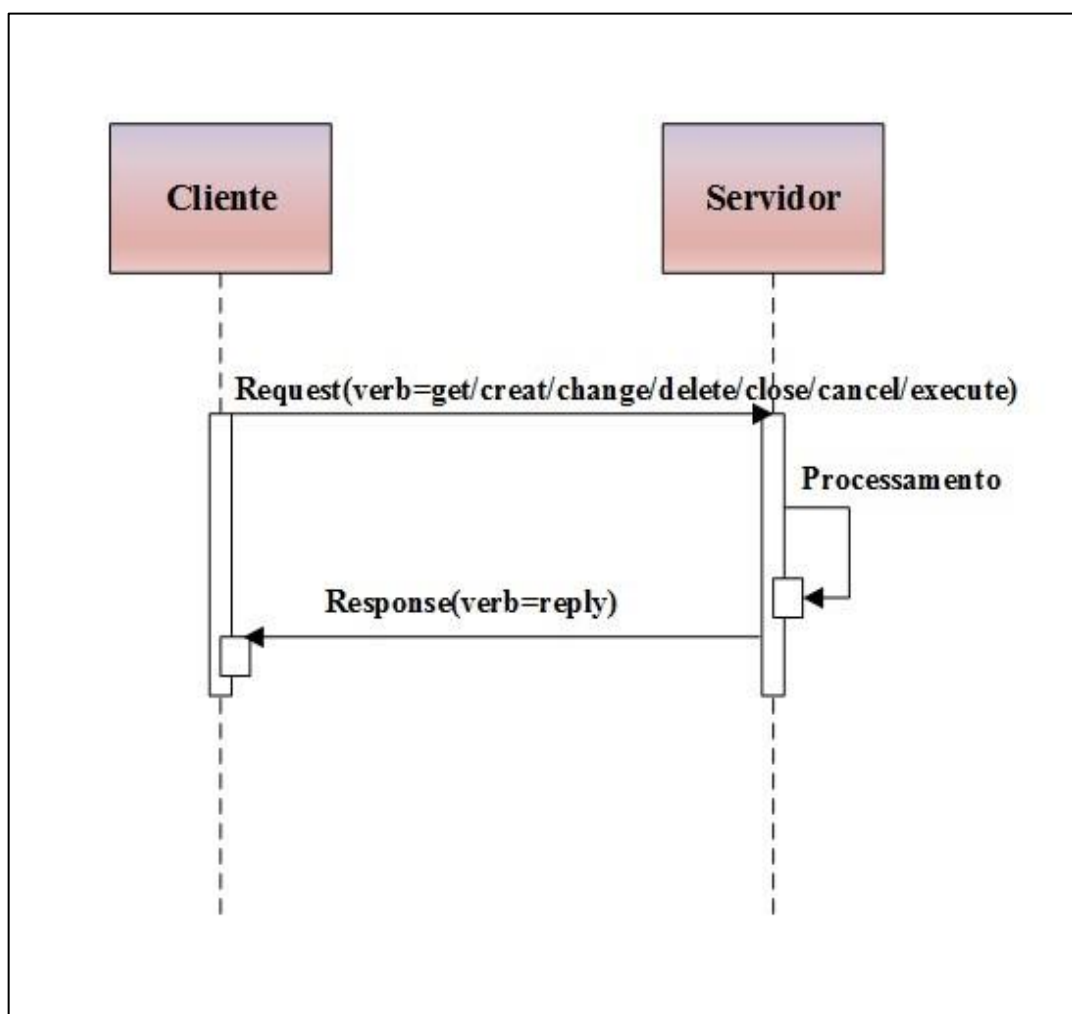 Cliente
Servidor
Request(verb=get/creat/change/delete/close/cancel/execute)
Processamento
Response(verb=reply)